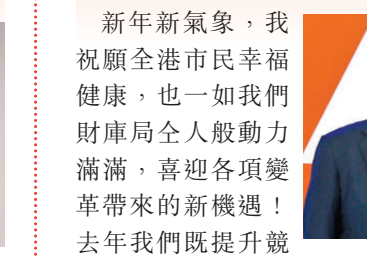 新年新氣象，我
祝願全港市民幸福
健康，也一如我們
財庫局仝人般動力
滿滿，喜迎各項變
革帶來的新機遇！
去年我們既提升競